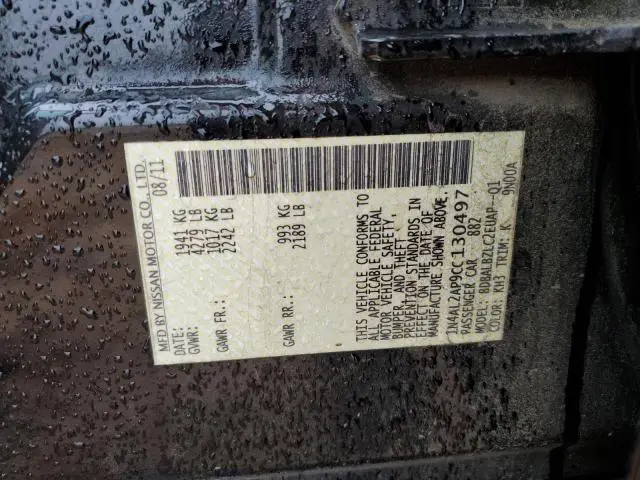 MFD BY NISSAN MOTOR CO., LTD.
DATE: 08/11
GVWR: 1941 KG
4279 LB
GAWR FR.: 1017 KG
2242 LB
GAWR RR.: 993 KG
2189 LB
THIS VEHICLE CONFORMS TO
ALL APPLICABLE FEDERAL
MOTOR VEHICLE SAFETY,
BUMPER, AND THEFT
PREVENTION STANDARDS IN
EFFECT ON THE DATE OF
MANUFACTURE SHOWN ABOVE.
1N4AL2AP9CC130497
PASSENGER CAR 882
MODEL: BDBALBZLC2EUAP--Q1
COLOR: KH3 TRIM: K 9N00A